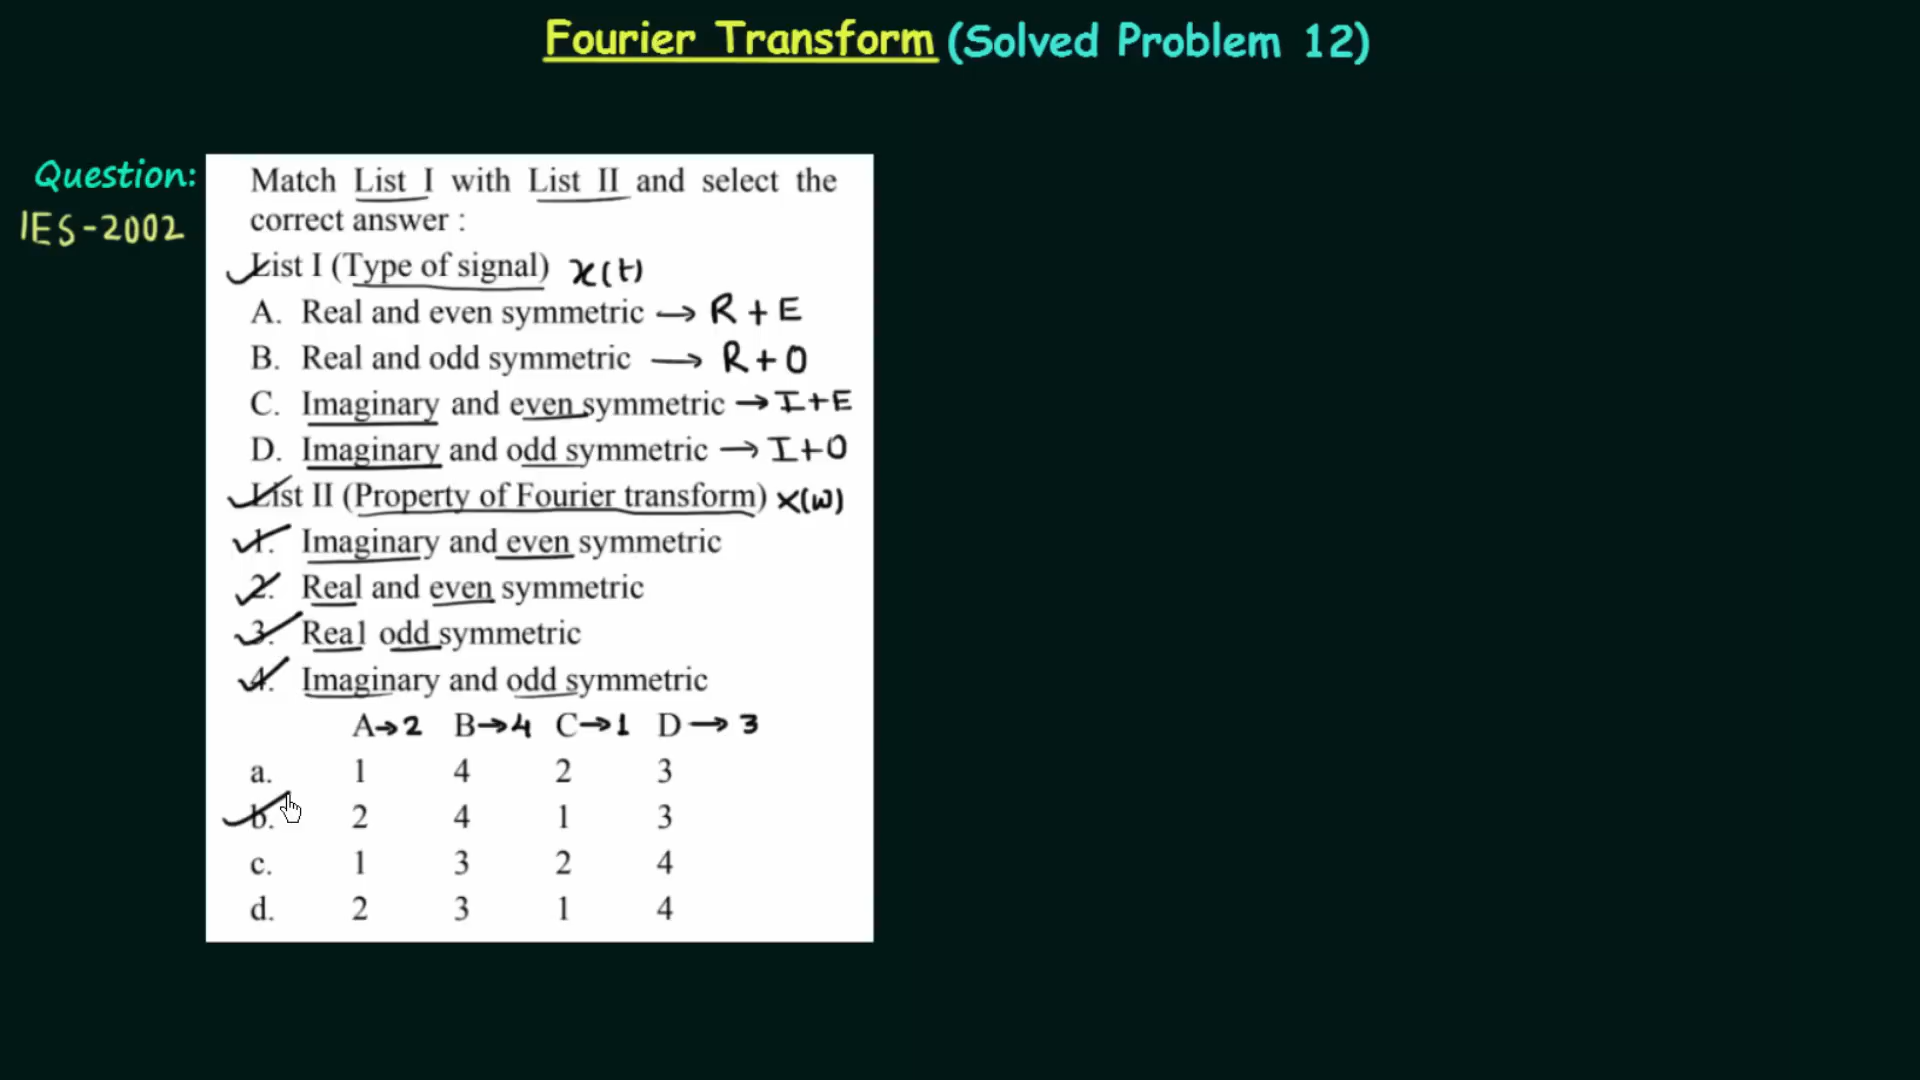 Fourier Transform (Solved Problem 12)
Question:
IES-2002
Match List I with List II and select the
correct answer :
List I (Type of signal) x(t)
A. Real and even symmetric → R + E
B. Real and odd symmetric → R + O
C. Imaginary and even symmetric → I + E
D. Imaginary and odd symmetric → I + O
List II (Property of Fourier transform) X(ω)
1. Imaginary and even symmetric
2. Real and even symmetric
3. Real odd symmetric
4. Imaginary and odd symmetric
A→2 B→4 C→1 D→3
a. 1 4 2 3
b. 2 4 1 3
c. 1 3 2 4
d. 2 3 1 4